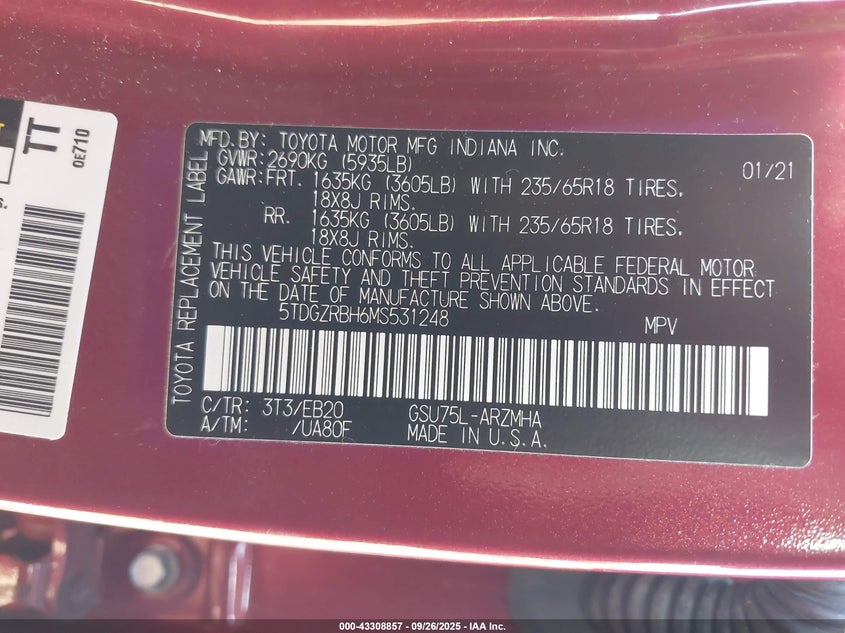 T
S.
TT
0E710
TOYOTA REPLACEMENT LABEL
MFD.BY: TOYOTA MOTOR MFG INDIANA INC.
GVWR:2690KG (5935LB) 01/21
GAWR:FRT. 1635KG (3605LB) WITH 235/65R18 TIRES.
18X8J RIMS.
RR. 1635KG (3605LB) WITH 235/65R18 TIRES.
18X8J RIMS.
THIS VEHICLE CONFORMS TO ALL APPLICABLE FEDERAL MOTOR
VEHICLE SAFETY AND THEFT PREVENTION STANDARDS IN EFFECT
ON THE DATE OF MANUFACTURE SHOWN ABOVE.
5TDGZRBH6MS531248 MPV
C/TR: 3T3/EB20 GSU75L-ARZMHA
A/TM: /UA80F MADE IN U.S.A.
000-43308857 - 09/26/2025 - IAA Inc.